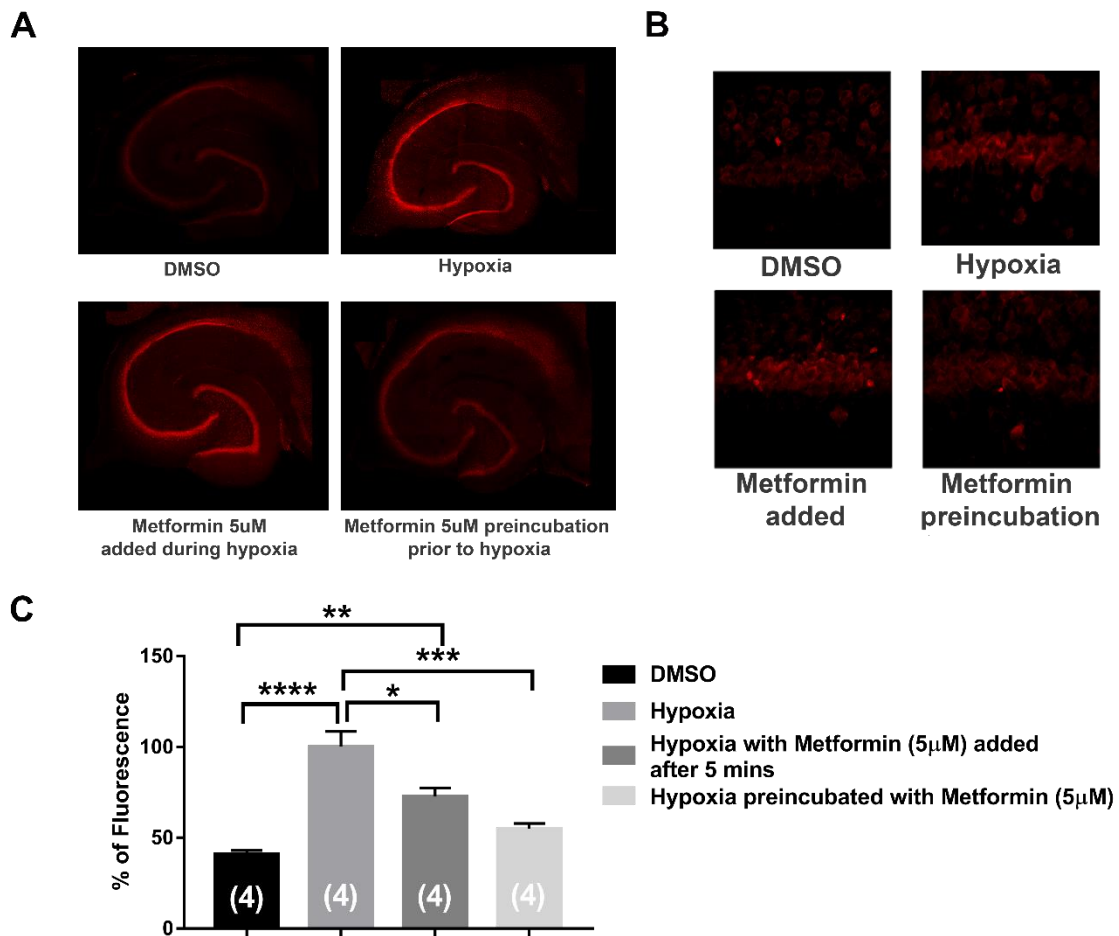 A
DMSO
Hypoxia
Metformin 5uM
added during hypoxia
Metformin 5uM preincubation
prior to hypoxia
B
DMSO
Hypoxia
Metformin
added
Metformin
preincubation
C
% of Fluorescence
150
100
50
0
**
****
*
***
(4)
(4)
(4)
(4)
DMSO
Hypoxia
Hypoxia with Metformin (5μM) added
after 5 mins
Hypoxia preincubated with Metformin (5μM)